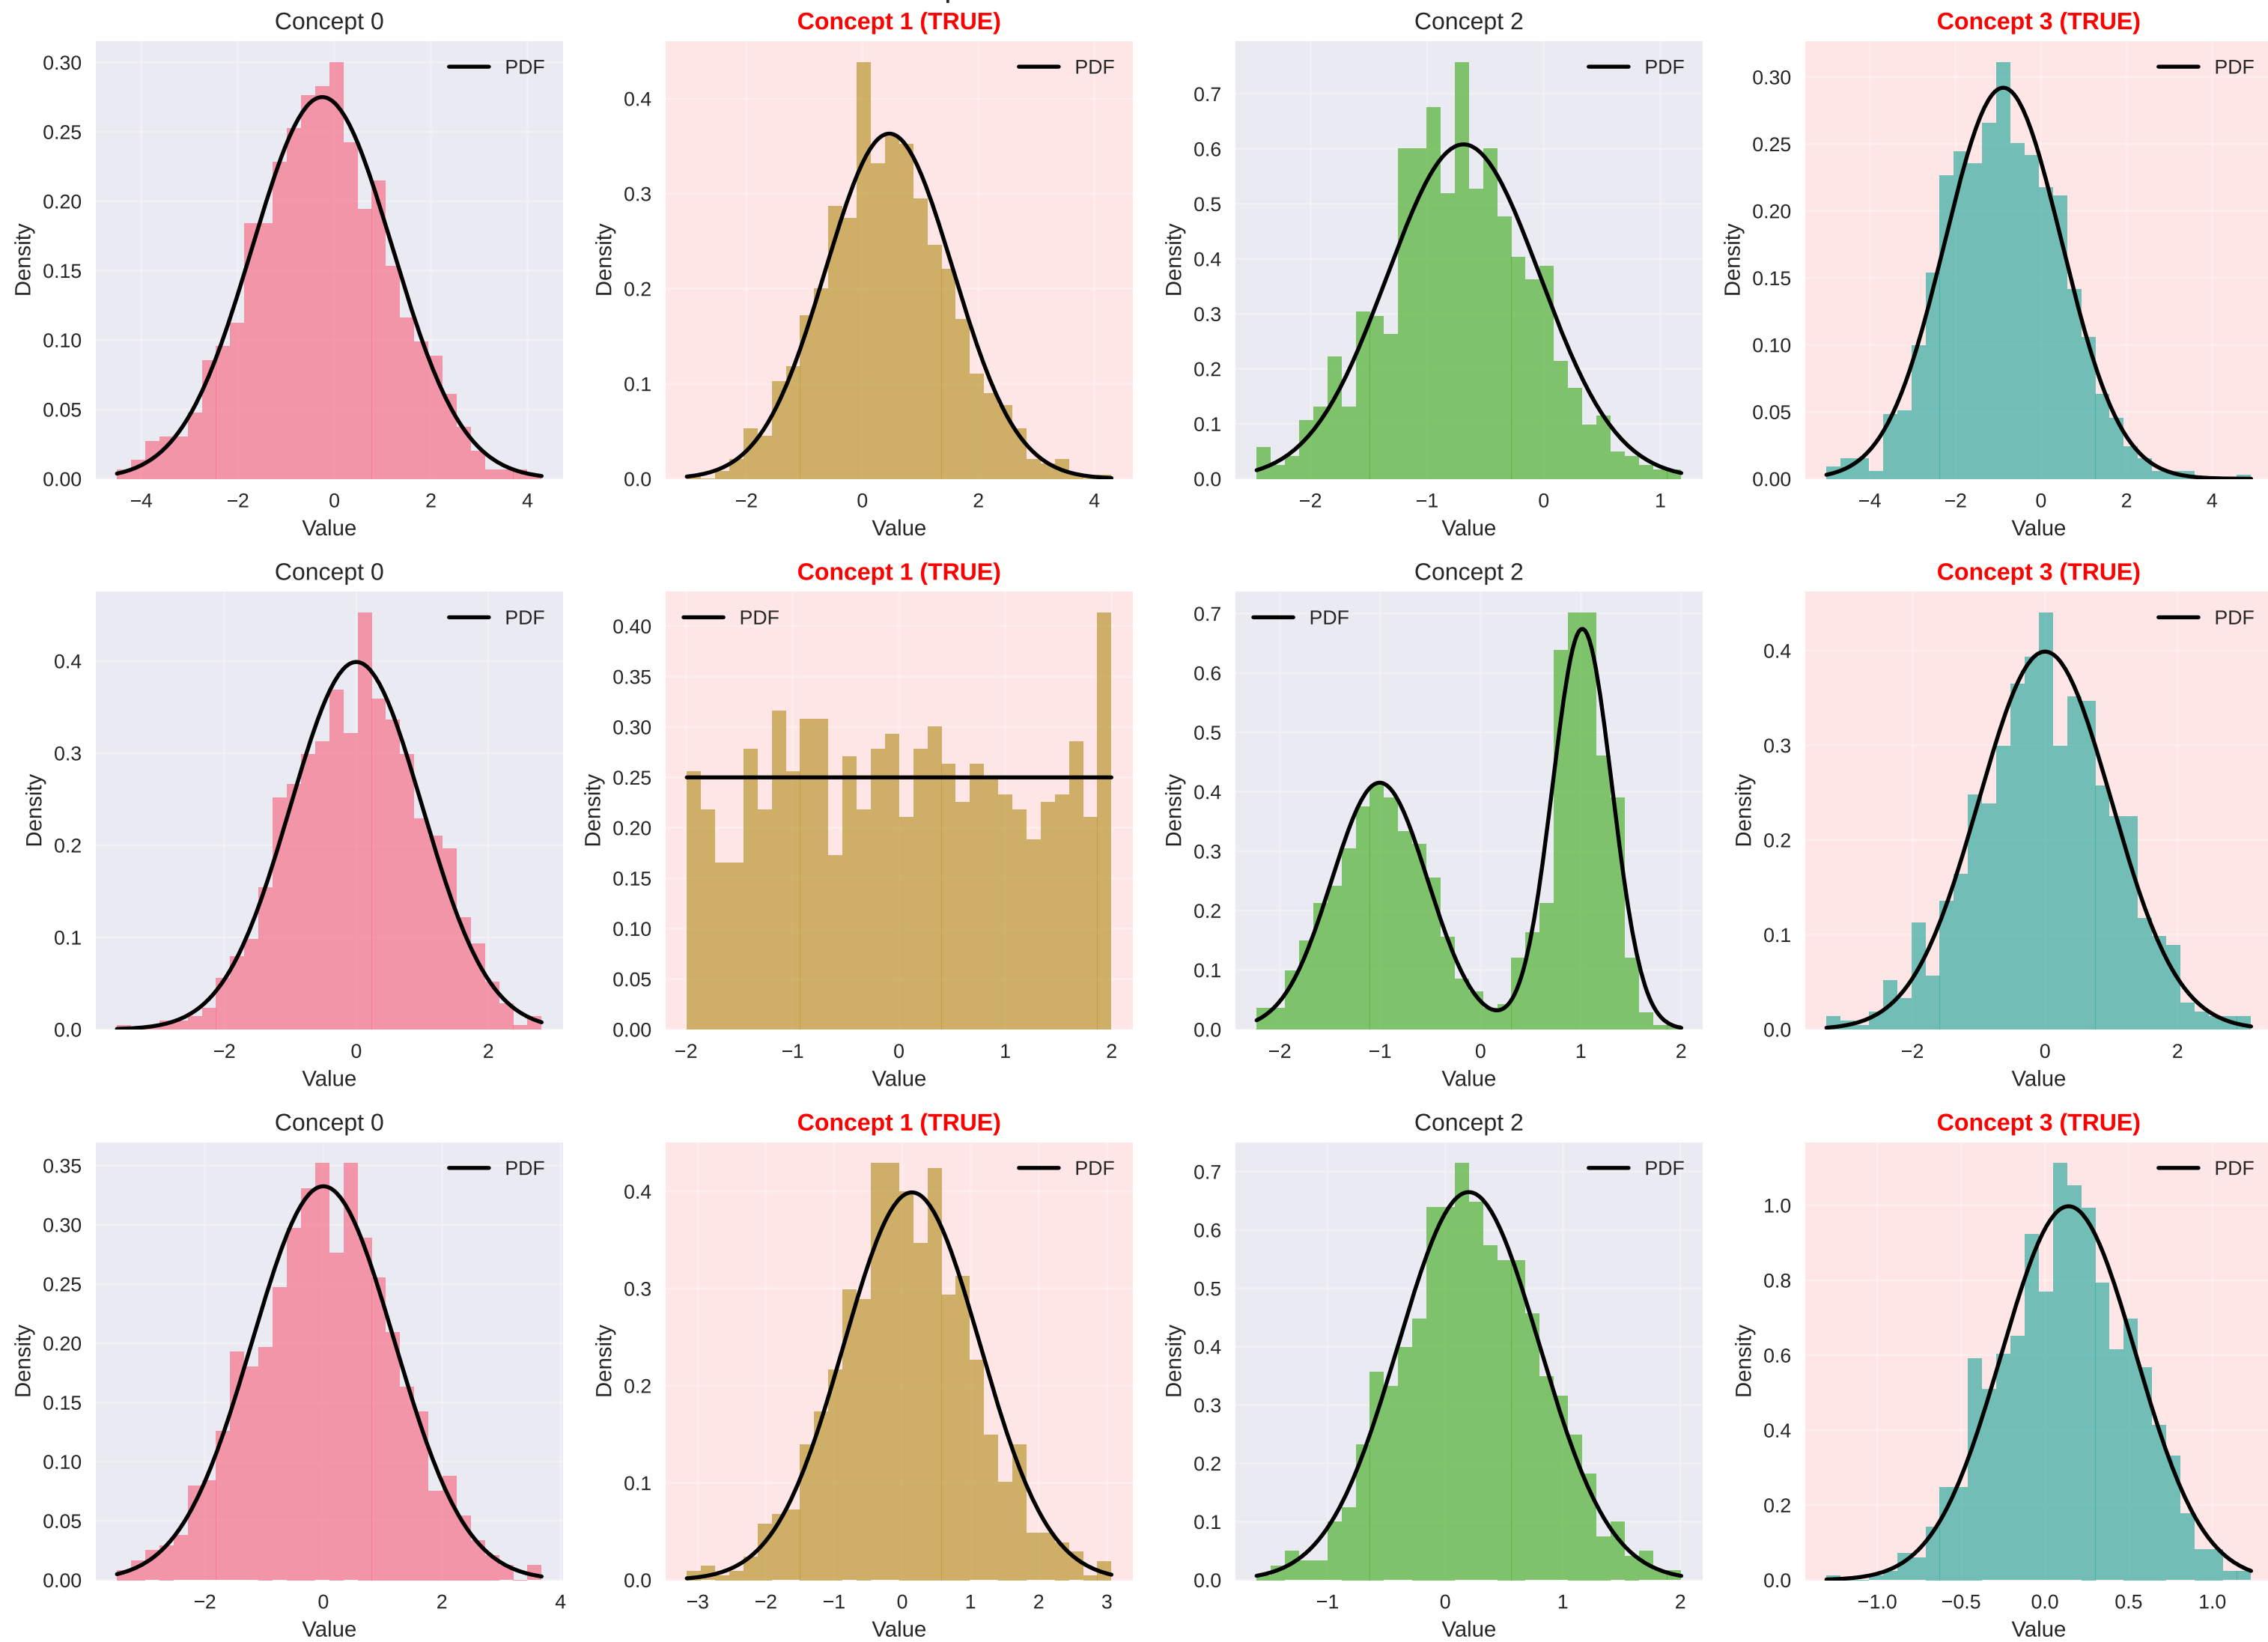 Concept 0
Concept 1 (TRUE)
Concept 2
Concept 3 (TRUE)
PDF
PDF
PDF
PDF
Density
0.30
0.25
0.20
0.15
0.10
0.05
0.00
−4
−2
0
2
4
Value
Density
0.4
0.3
0.2
0.1
0.0
−2
0
2
4
Value
Density
0.7
0.6
0.5
0.4
0.3
0.2
0.1
0.0
−2
−1
0
1
Value
Density
0.30
0.25
0.20
0.15
0.10
0.05
0.00
−4
−2
0
2
4
Value
Concept 0
Concept 1 (TRUE)
Concept 2
Concept 3 (TRUE)
PDF
PDF
PDF
PDF
Density
0.4
0.3
0.2
0.1
0.0
−2
0
2
Value
Density
0.40
0.35
0.30
0.25
0.20
0.15
0.10
0.05
0.00
−2
−1
0
1
2
Value
Density
0.7
0.6
0.5
0.4
0.3
0.2
0.1
0.0
−2
−1
0
1
2
Value
Density
0.4
0.3
0.2
0.1
0.0
−2
0
2
Value
Concept 0
Concept 1 (TRUE)
Concept 2
Concept 3 (TRUE)
PDF
PDF
PDF
PDF
Density
0.35
0.30
0.25
0.20
0.15
0.10
0.05
0.00
−2
0
2
4
Value
Density
0.4
0.3
0.2
0.1
0.0
−3
−2
−1
0
1
2
3
Value
Density
0.7
0.6
0.5
0.4
0.3
0.2
0.1
0.0
−1
0
1
2
Value
Density
1.0
0.8
0.6
0.4
0.2
0.0
−1.0
−0.5
0.0
0.5
1.0
Value